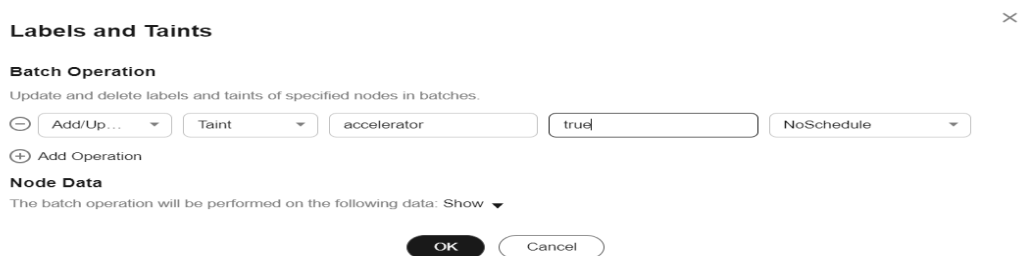 Labels and Taints
Batch Operation
Update and delete labels and taints of specified nodes in batches.
Add/Up... Taint accelerator true NoSchedule
Add Operation
Node Data
The batch operation will be performed on the following data: Show
OK Cancel